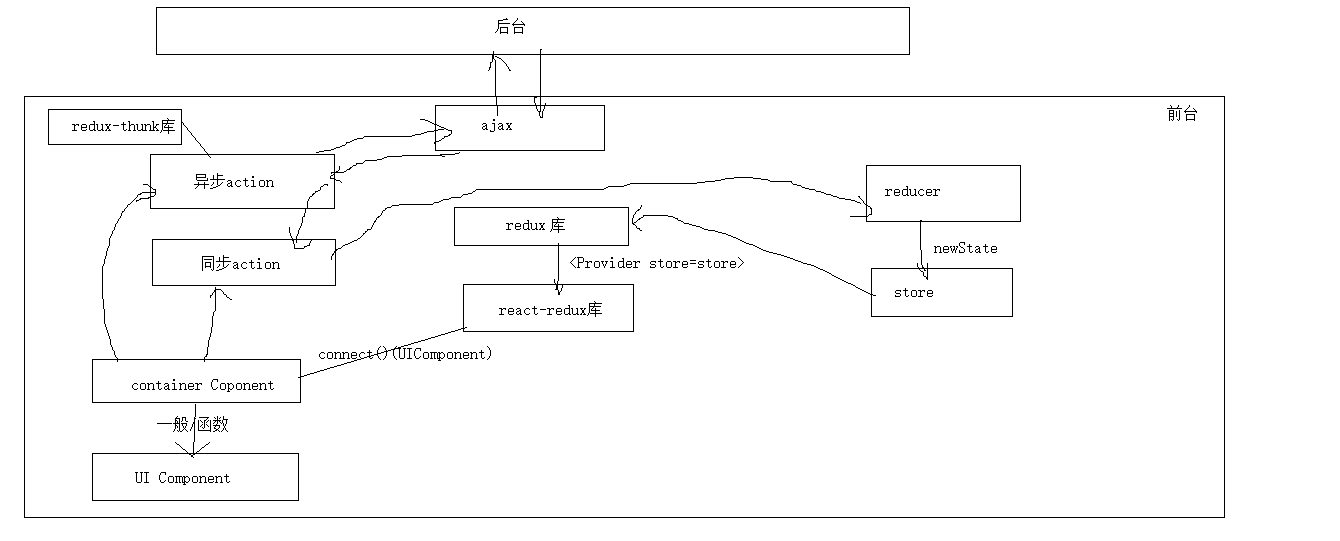 后台
前台
redux-thunk库
ajax
异步action
reducer
redux 库
newState
同步action
<Provider store=store>
store
react-redux库
connect()(UIComponent)
container Coponent
一般/函数
UI Component